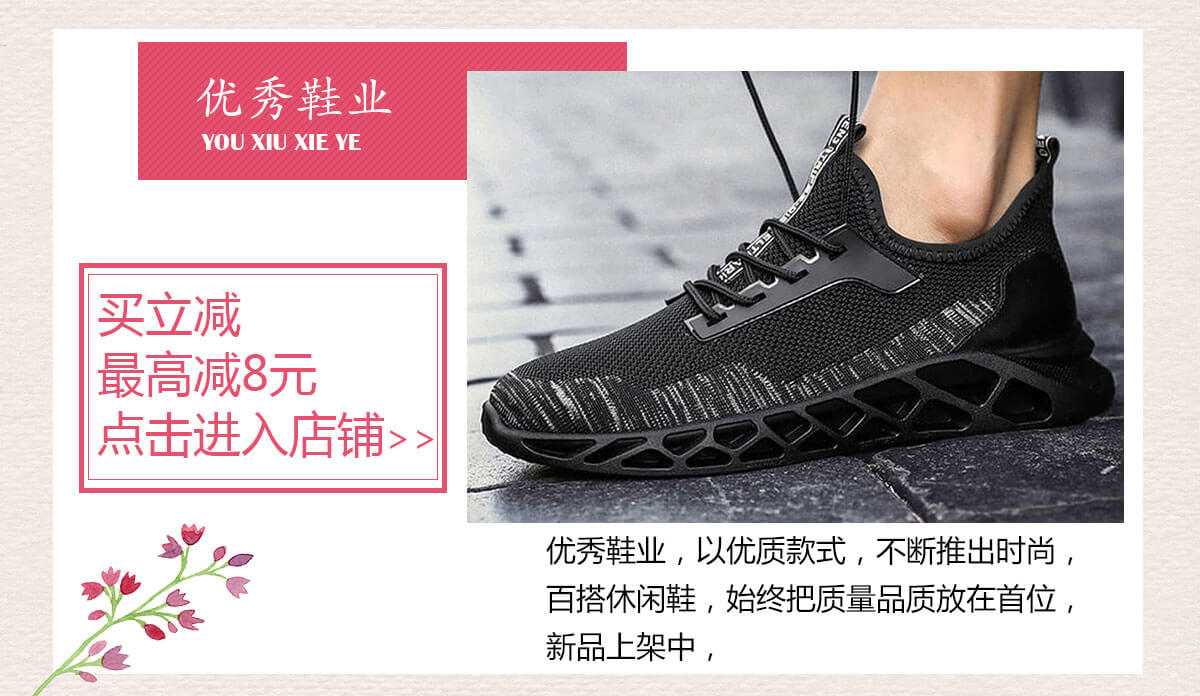 优秀鞋业
YOU XIU XIE YE
买立减
最高减8元
点击进入店铺>>
优秀鞋业，以优质款式，不断推出时尚，
百搭休闲鞋，始终把质量品质放在首位，
新品上架中，